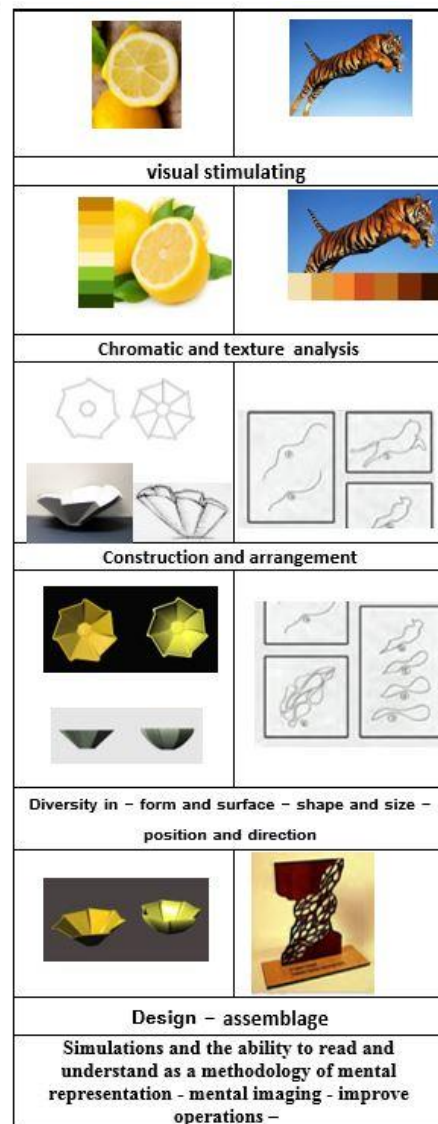 visual stimulating
Chromatic and texture analysis
Construction and arrangement
Diversity in – form and surface – shape and size –
position and direction
Design – assemblage
Simulations and the ability to read and
understand as a methodology of mental
representation - mental imaging - improve
operations –